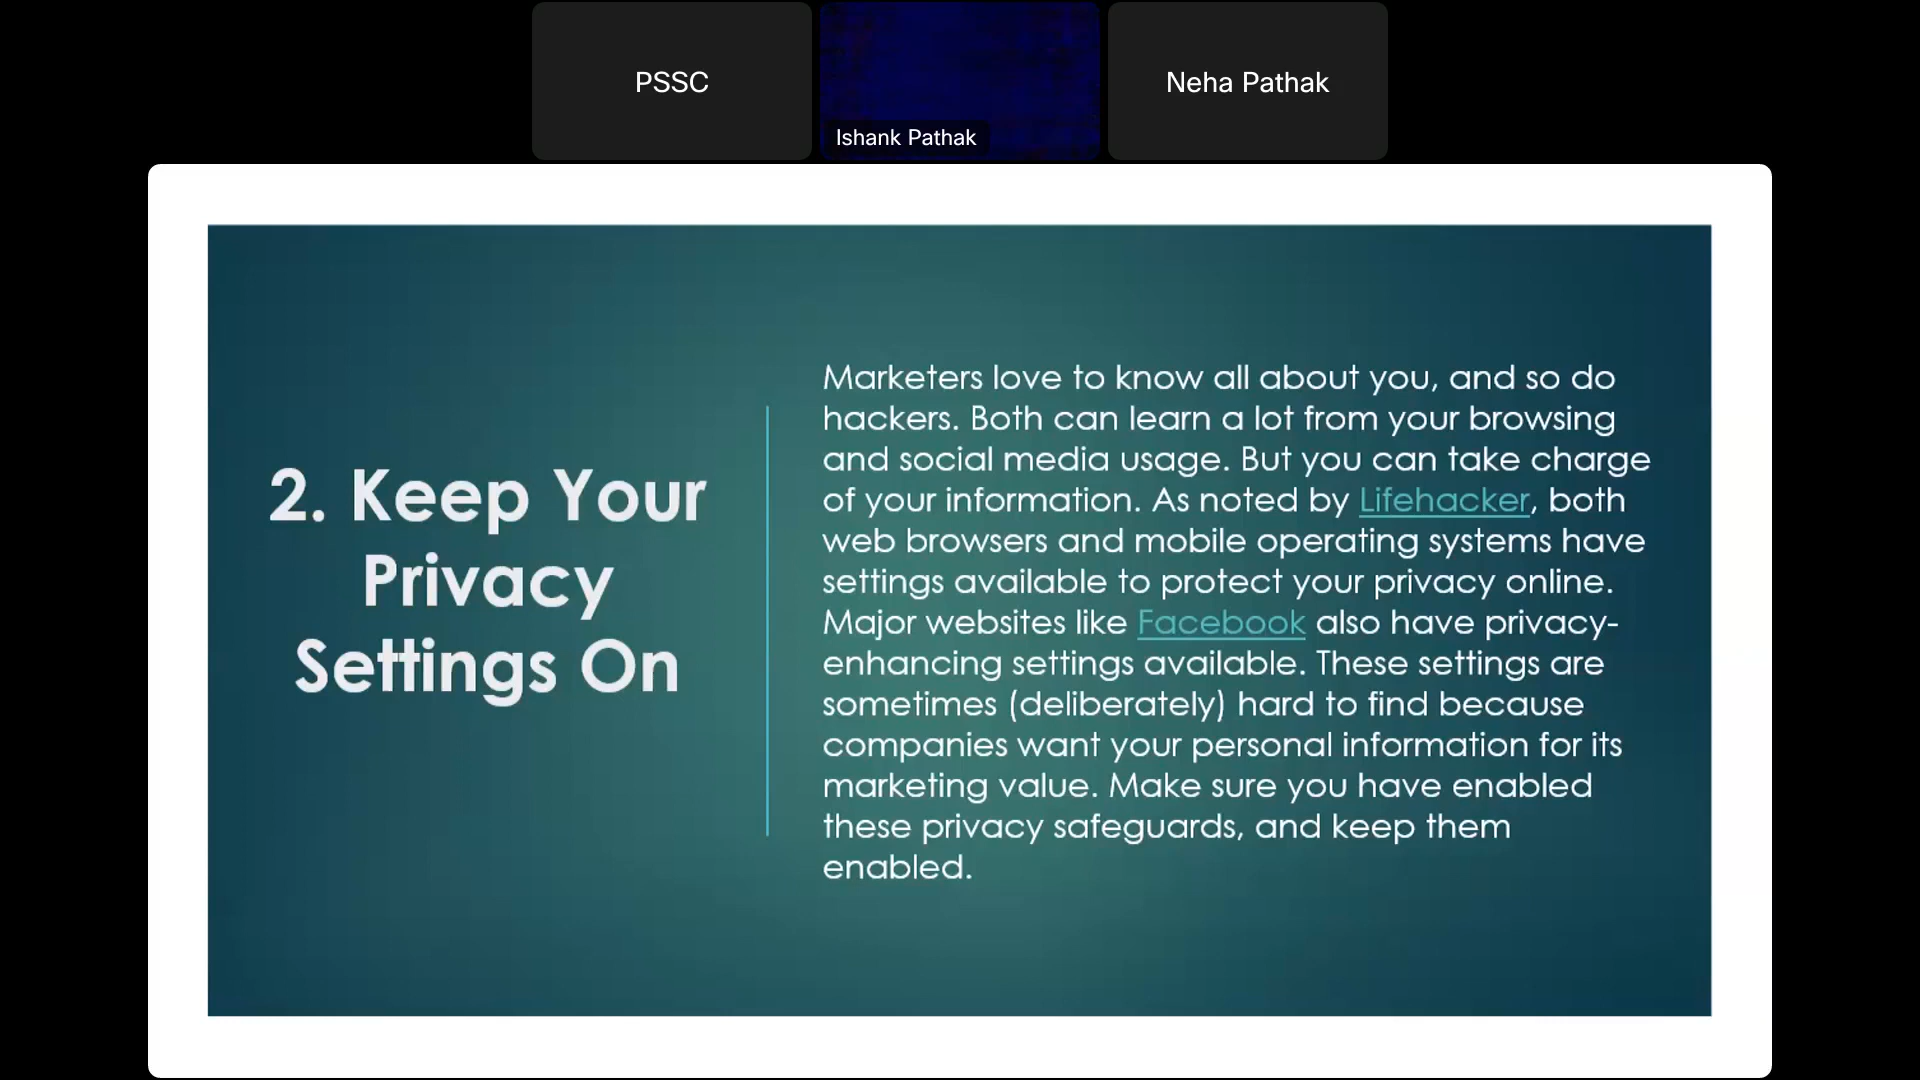 PSSC
Ishank Pathak
Neha Pathak
2. Keep Your
Privacy
Settings On
Marketers love to know all about you, and so do
hackers. Both can learn a lot from your browsing
and social media usage. But you can take charge
of your information. As noted by Lifehacker, both
web browsers and mobile operating systems have
settings available to protect your privacy online.
Major websites like Facebook also have privacy-
enhancing settings available. These settings are
sometimes (deliberately) hard to find because
companies want your personal information for its
marketing value. Make sure you have enabled
these privacy safeguards, and keep them
enabled.